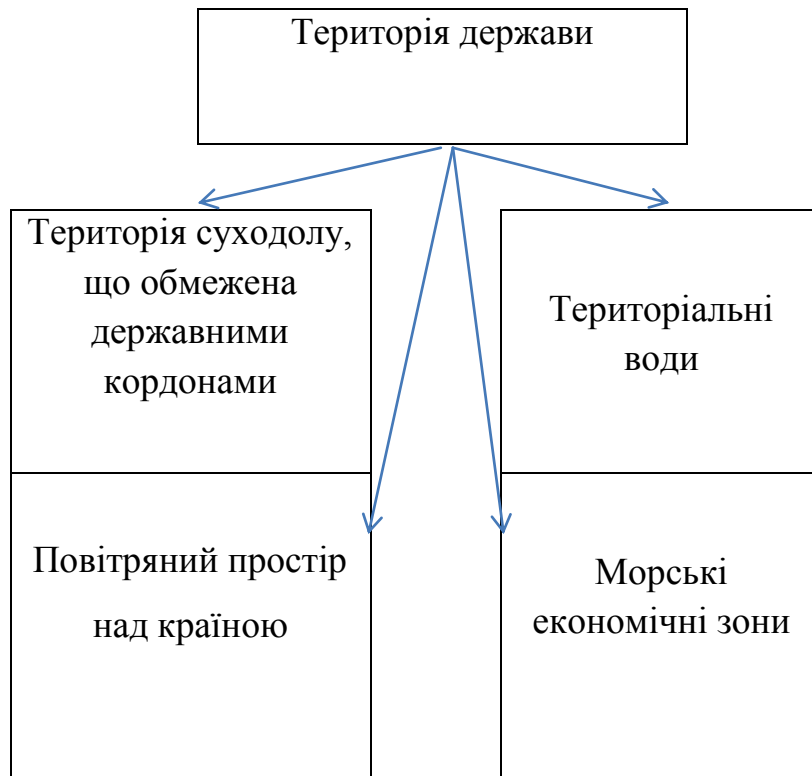 Територія держави
Територія суходолу,
що обмежена
державними
кордонами
Територіальні
води
Повітряний простір
над країною
Морські
економічні зони